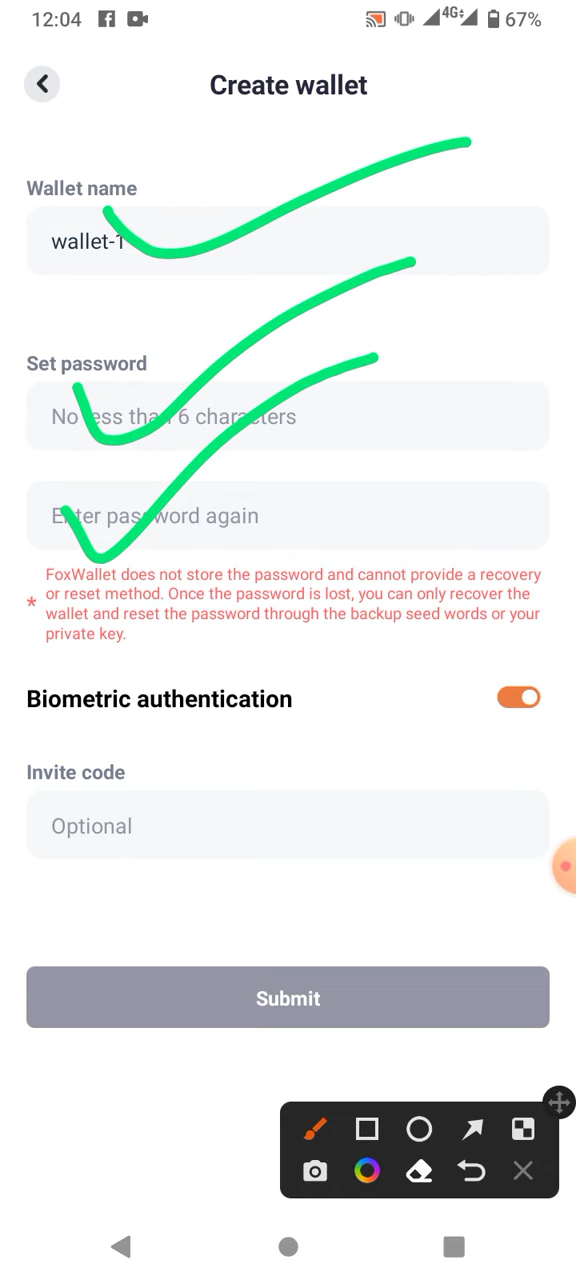 12:04
4G
67%
Create wallet
Wallet name
wallet-1
Set password
No less than 6 characters
Enter password again
* FoxWallet does not store the password and cannot provide a recovery
or reset method. Once the password is lost, you can only recover the
wallet and reset the password through the backup seed words or your
private key.
Biometric authentication
Invite code
Optional
Submit